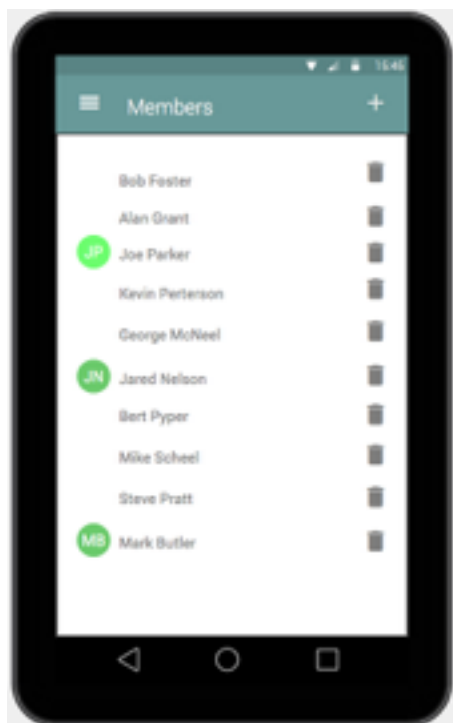 15:45
Members
Bob Foster
Alan Grant
JP Joe Parker
Kevin Perterson
George McNeel
JN Jared Nelson
Bert Pyper
Mike Scheel
Steve Pratt
MB Mark Butler